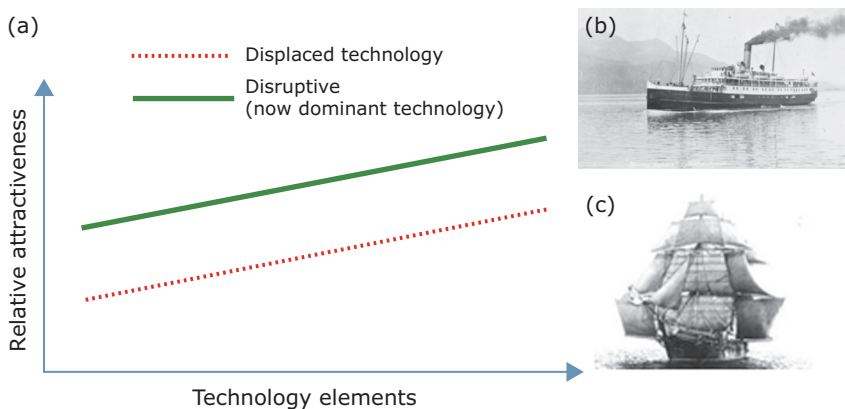 (a)
Displaced technology
Disruptive
(now dominant technology)
Relative attractiveness
Technology elements
(b)
(c)